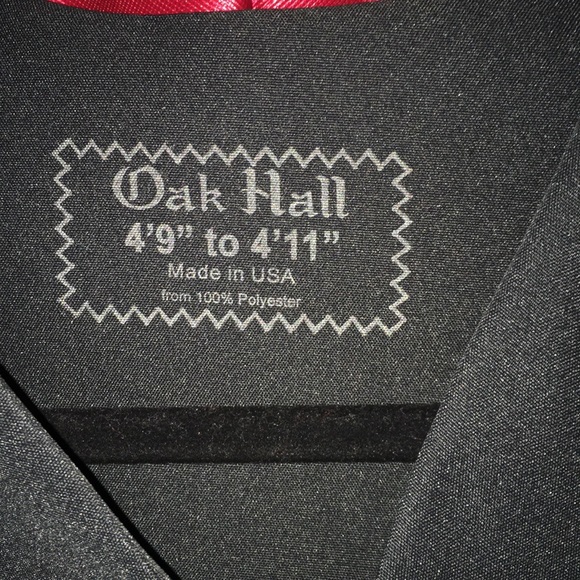 Oak Hall
4'9" to 4'11"
Made in USA
from 100% Polyester